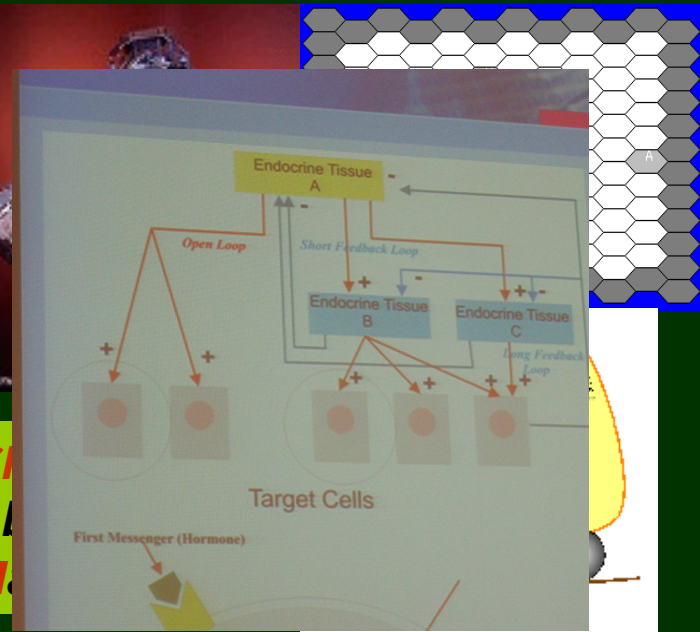 A
Endocrine Tissue
A
-
-
Open Loop
Short Feedback Loop
+
-
+
-
Endocrine Tissue
B
Endocrine Tissue
C
Long Feedback
Loop
+
+
+
+
+
+
Target Cells
First Messenger (Hormone)